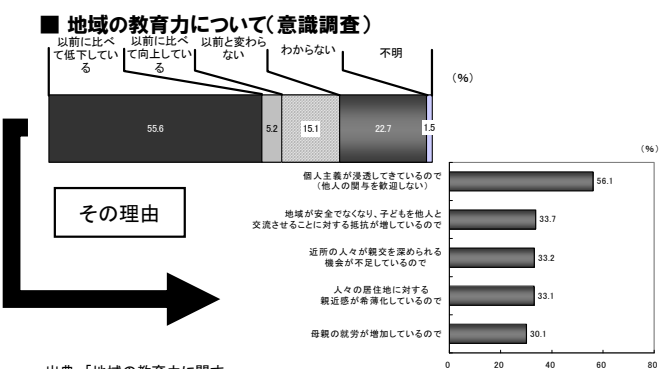 ■ 地域の教育力について(意識調査)
以前に比べ
て低下してい
る
以前に比べ
て向上してい
る
以前と変わら
ない
わからない
不明
(%)
55.6
5.2
15.1
22.7
1.5
(%)
その理由
個人主義が浸透してきているので
(他人の関与を歓迎しない)
56.1
地域が安全でなくなり、子どもを他人と
交流させることに対する抵抗が増しているので
33.7
近所の人々が親交を深められる
機会が不足しているので
33.2
人々の居住地に対する
親近感が希薄化しているので
33.1
母親の就労が増加しているので
30.1
0 20 40 60 80